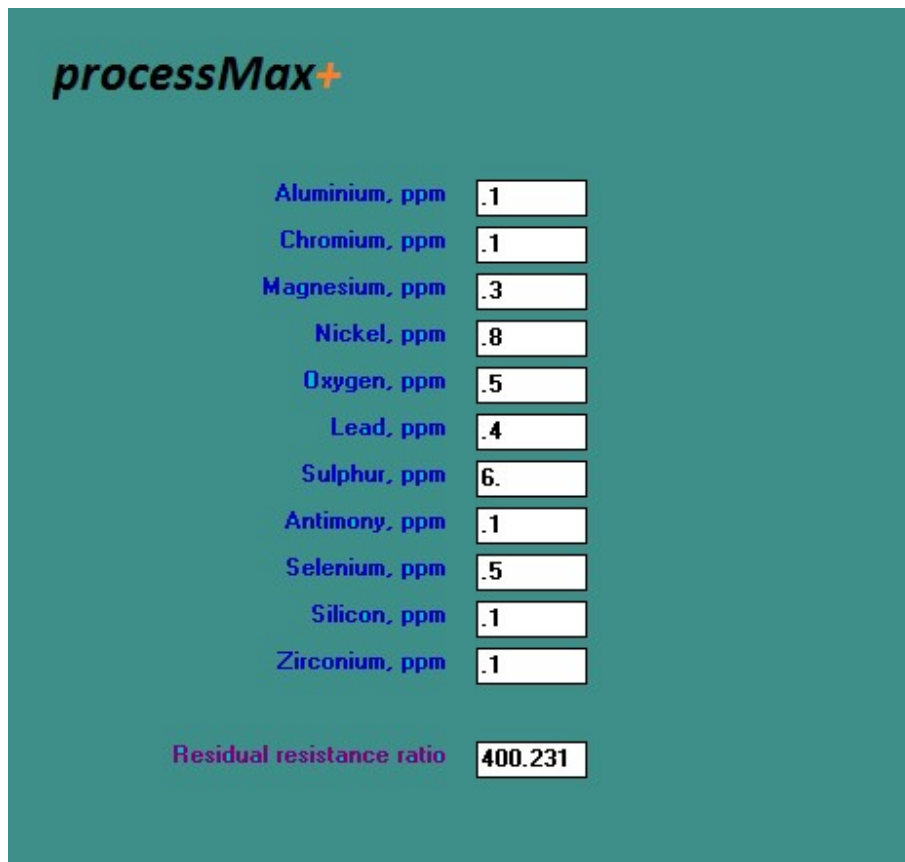 processMax+
Aluminium, ppm .1
Chromium, ppm .1
Magnesium, ppm .3
Nickel, ppm .8
Oxygen, ppm .5
Lead, ppm .4
Sulphur, ppm 6.
Antimony, ppm .1
Selenium, ppm .5
Silicon, ppm .1
Zirconium, ppm .1
Residual resistance ratio 400.231